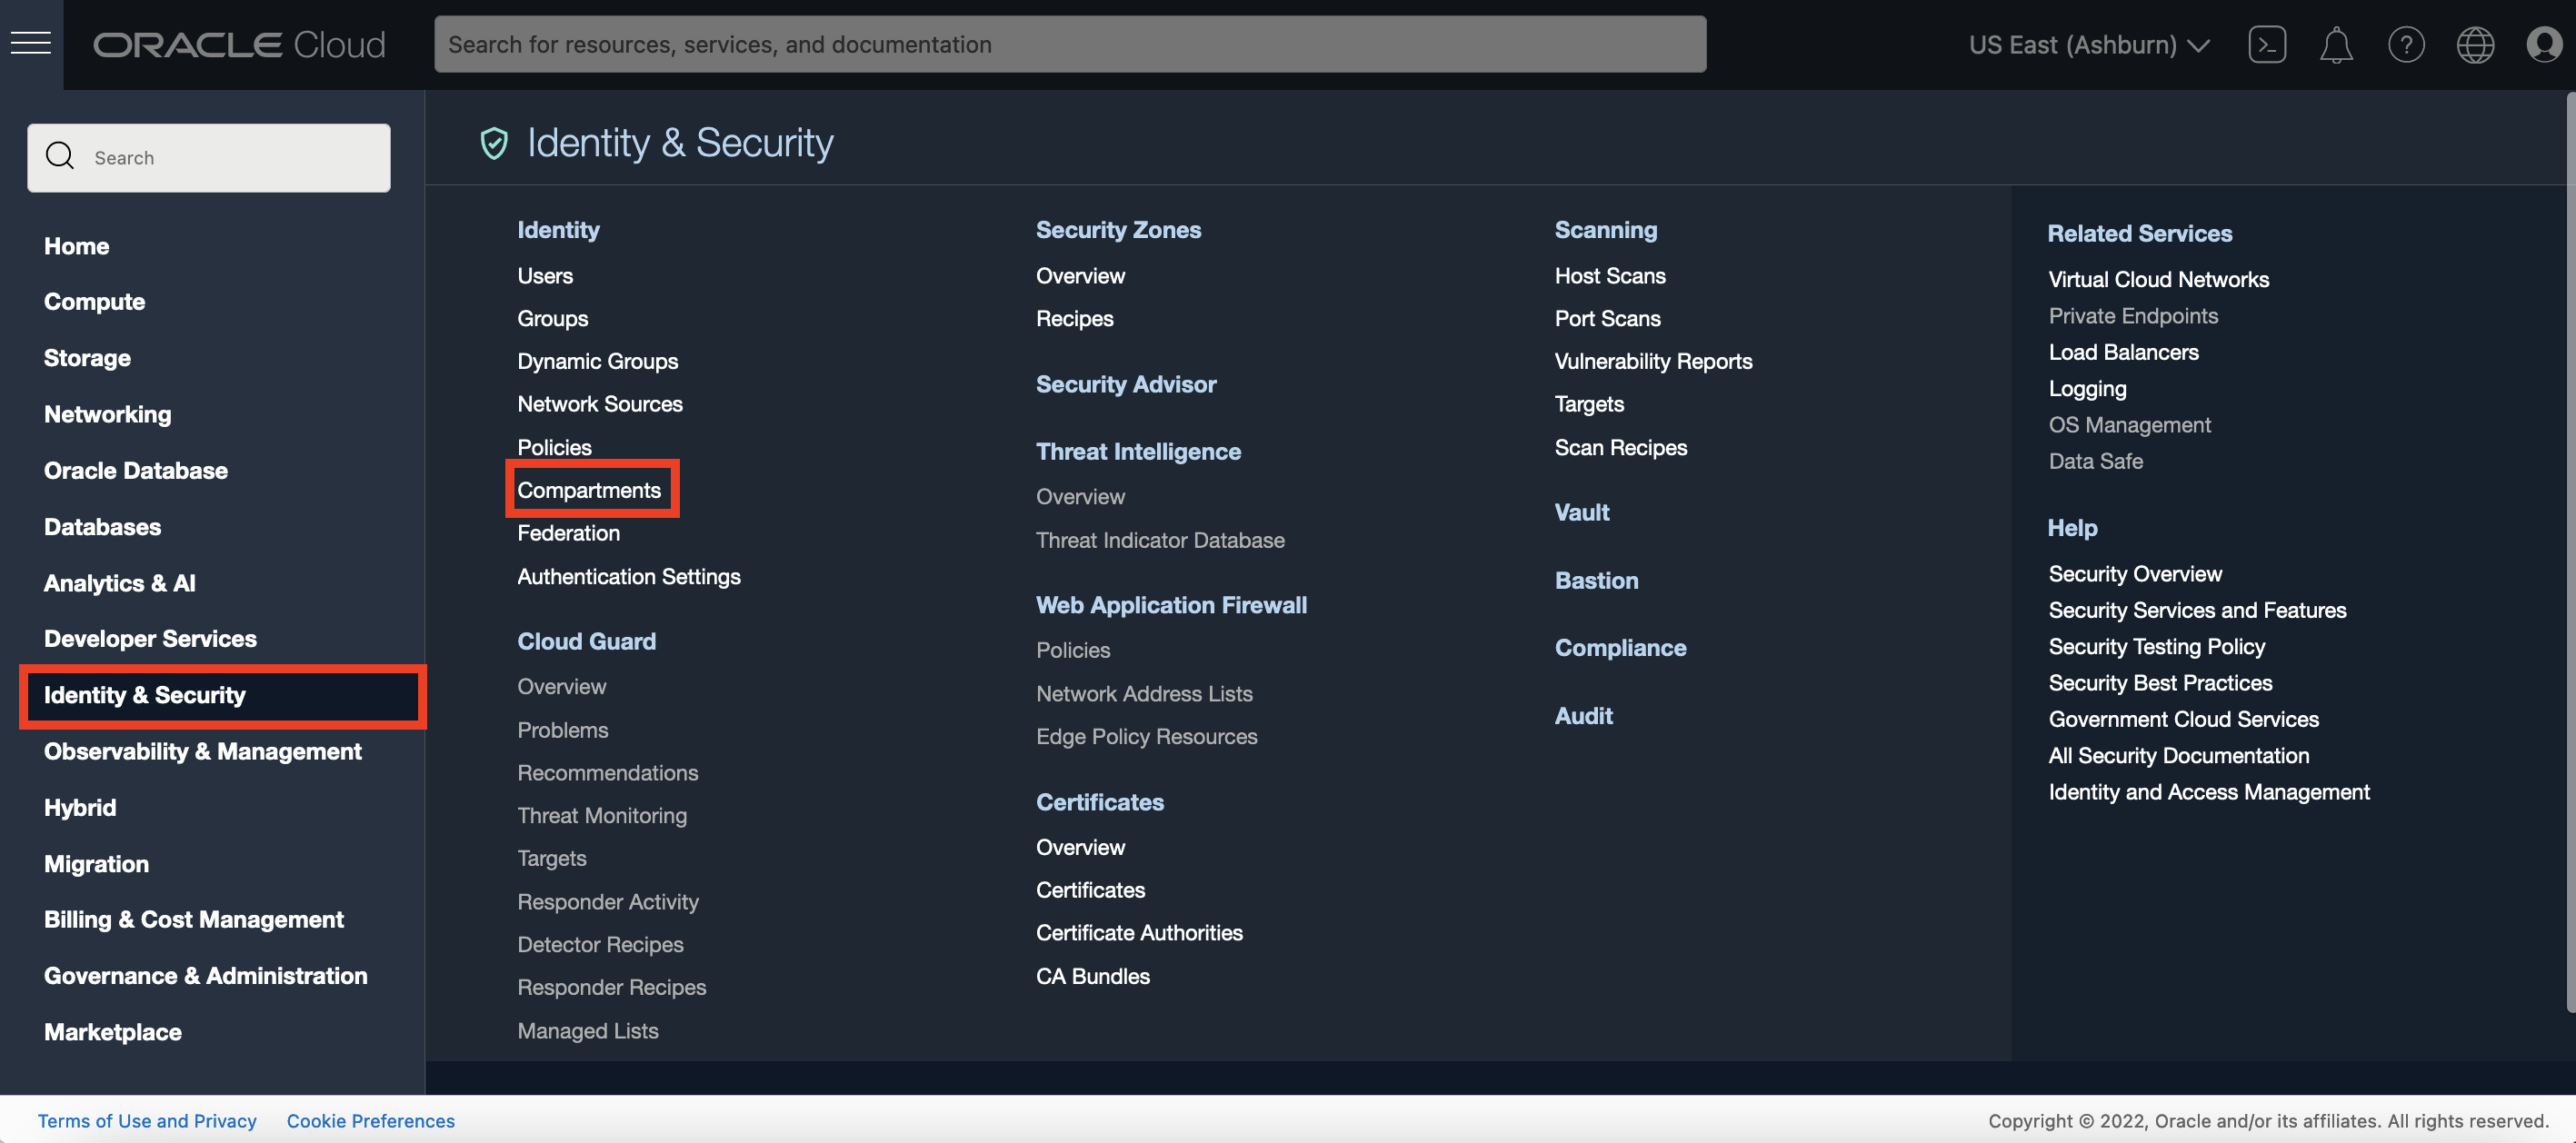 ORACLE Cloud
Search for resources, services, and documentation
US East (Ashburn)
Search
Home
Compute
Storage
Networking
Oracle Database
Databases
Analytics & AI
Developer Services
Identity & Security
Observability & Management
Hybrid
Migration
Billing & Cost Management
Governance & Administration
Marketplace
Identity & Security
Identity
Users
Groups
Dynamic Groups
Network Sources
Policies
Compartments
Federation
Authentication Settings
Cloud Guard
Overview
Problems
Recommendations
Threat Monitoring
Targets
Responder Activity
Detector Recipes
Responder Recipes
Managed Lists
Security Zones
Overview
Recipes
Security Advisor
Threat Intelligence
Overview
Threat Indicator Database
Web Application Firewall
Policies
Network Address Lists
Edge Policy Resources
Certificates
Overview
Certificates
Certificate Authorities
CA Bundles
Scanning
Host Scans
Port Scans
Vulnerability Reports
Targets
Scan Recipes
Vault
Bastion
Compliance
Audit
Related Services
Virtual Cloud Networks
Private Endpoints
Load Balancers
Logging
OS Management
Data Safe
Help
Security Overview
Security Services and Features
Security Testing Policy
Security Best Practices
Government Cloud Services
All Security Documentation
Identity and Access Management
Terms of Use and Privacy
Cookie Preferences
Copyright © 2022, Oracle and/or its affiliates. All rights reserved.